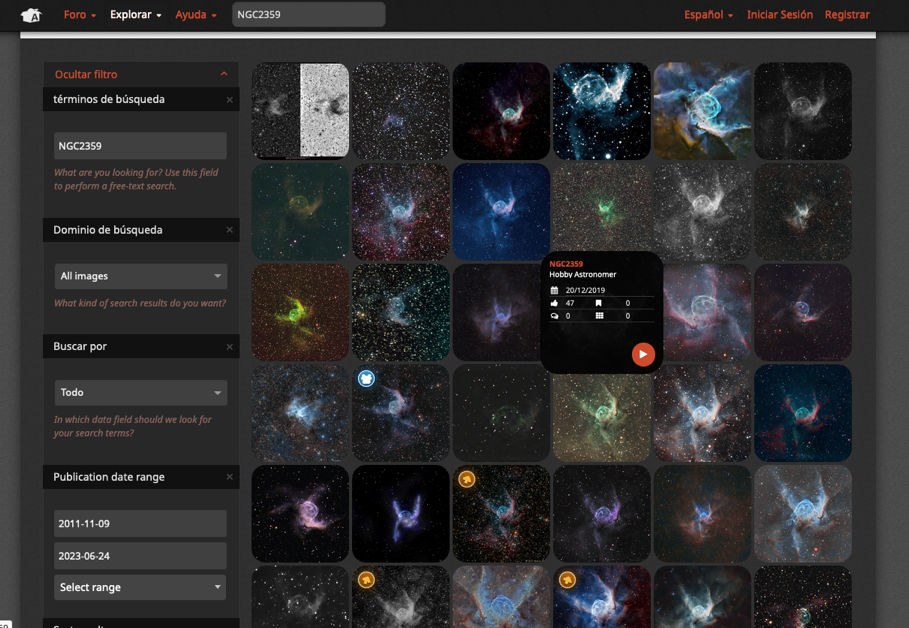 Foro
Explorar
Ayuda
NGC2359
Español
Iniciar Sesión
Registrar
Ocultar filtro
términos de búsqueda
NGC2359
What are you looking for? Use this field
to perform a free-text search.
Dominio de búsqueda
All images
What kind of search results do you want?
Buscar por
Todo
In which data field should we look for
your search terms?
Publication date range
2011-11-09
2023-06-24
Select range
NGC2359
Hobby Astronomer
20/12/2019
47
0
0
0